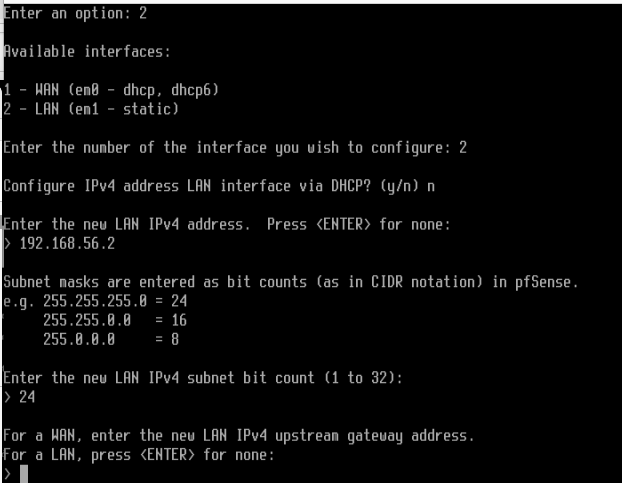 Enter an option: 2
Available interfaces:
1 - WAN (em0 - dhcp, dhcp6)
2 - LAN (em1 - static)
Enter the number of the interface you wish to configure: 2
Configure IPv4 address LAN interface via DHCP? (y/n) n
Enter the new LAN IPv4 address.  Press <ENTER> for none:
> 192.168.56.2
Subnet masks are entered as bit counts (as in CIDR notation) in pfSense.
e.g. 255.255.255.0 = 24
     255.255.0.0   = 16
     255.0.0.0     = 8
Enter the new LAN IPv4 subnet bit count (1 to 32):
> 24
For a WAN, enter the new LAN IPv4 upstream gateway address.
For a LAN, press <ENTER> for none:
>